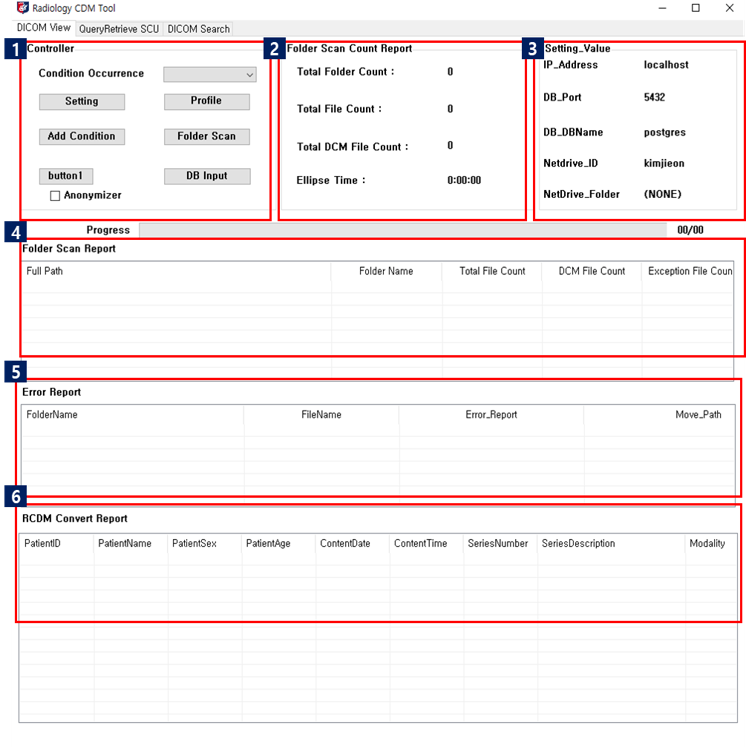 Radiology CDM Tool
DICOM View QueryRetrieve SCU DICOM Search
1 Controller
Condition Occurrence
Setting Profile
Add Condition Folder Scan
button1 DB Input
Anonymizer
2 Folder Scan Count Report
Total Folder Count : 0
Total File Count : 0
Total DCM File Count : 0
Ellipse Time : 0:00:00
3 Setting_Value
IP_Address localhost
DB_Port 5432
DB_DBName postgres
Netdrive_ID kimjieon
NetDrive_Folder (NONE)
Progress 00/00
4
Folder Scan Report
Full Path Folder Name Total File Count DCM File Count Exception File Coun
5
Error Report
FolderName FileName Error_Report Move_Path
6
RCDM Convert Report
PatientID PatientName PatientSex PatientAge ContentDate ContentTime SeriesNumber SeriesDescription Modality